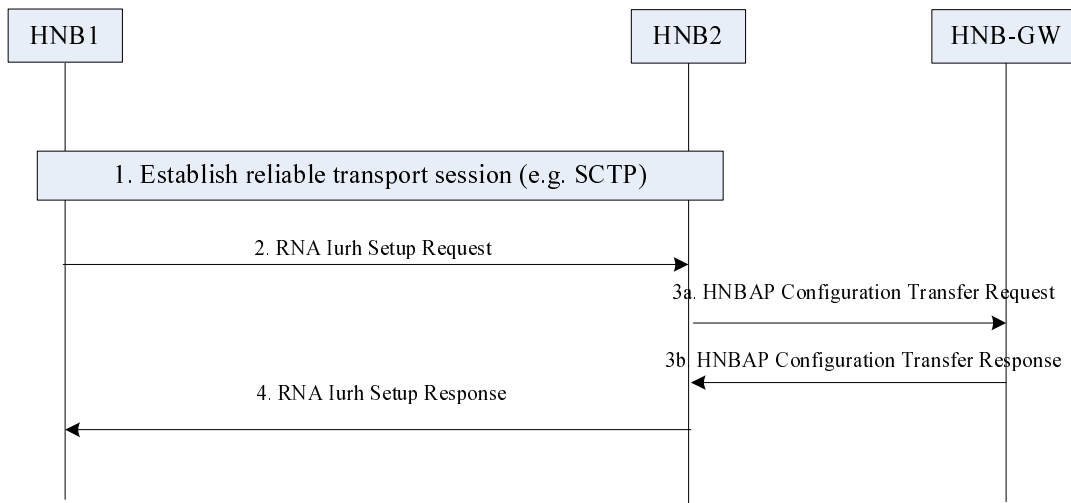 HNB1
HNB2
HNB-GW
1. Establish reliable transport session (e.g. SCTP)
2. RNA Iurh Setup Request
3a. HNBAP Configuration Transfer Request
3b. HNBAP Configuration Transfer Response
4. RNA Iurh Setup Response